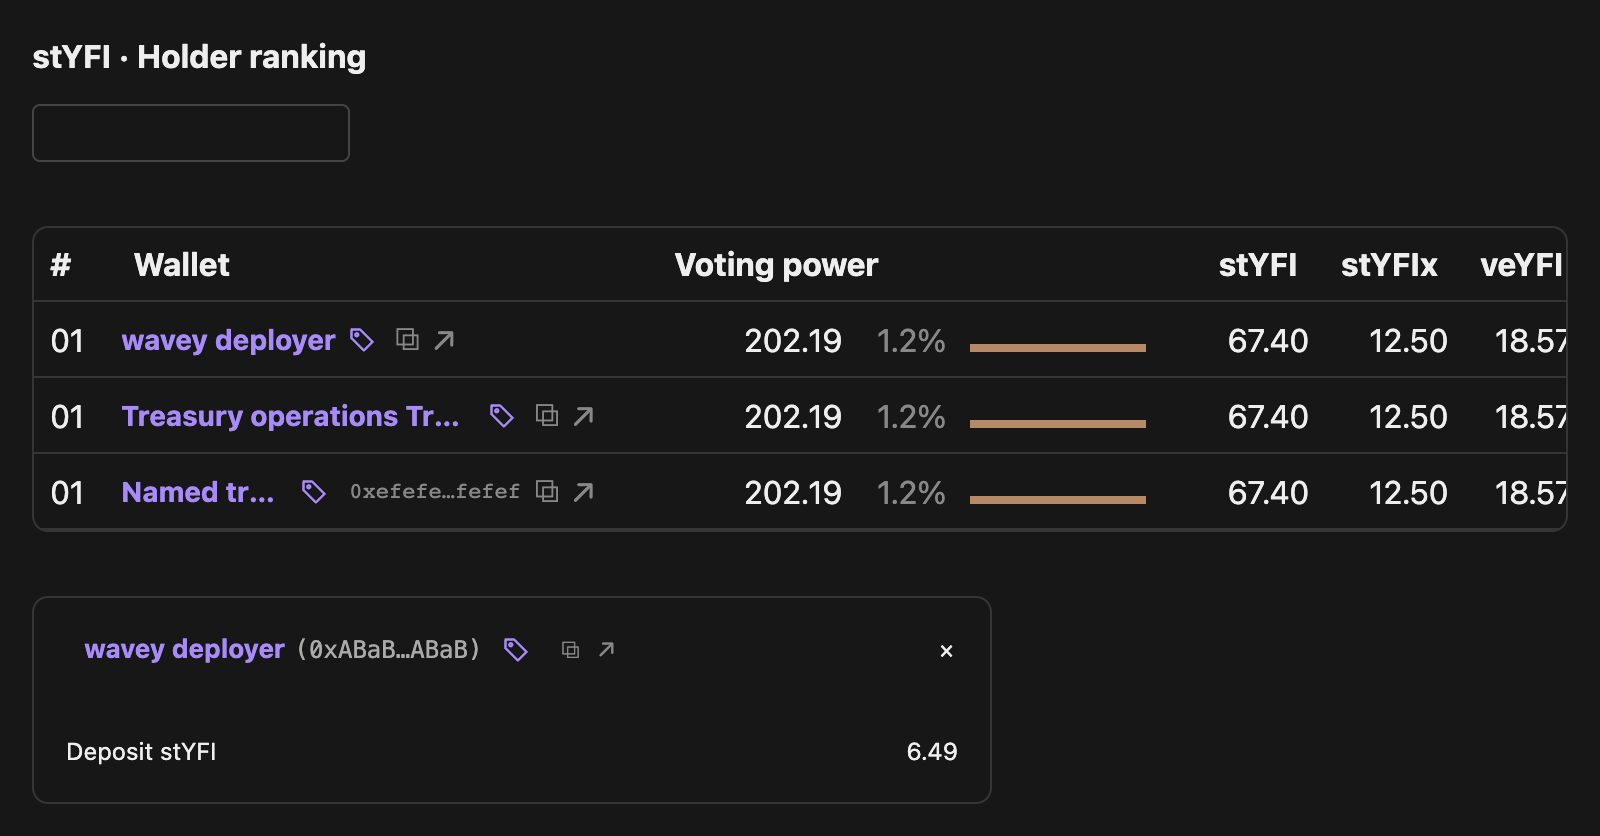 stYFI · Holder ranking
# Wallet Voting power stYFI stYFIx veYFI
01 wavey deployer 202.19 1.2% 67.40 12.50 18.57
01 Treasury operations Tr... 202.19 1.2% 67.40 12.50 18.57
01 Named tr... 0xefefe…fefef 202.19 1.2% 67.40 12.50 18.57
wavey deployer (0xABaB…ABaB) ×
Deposit stYFI 6.49